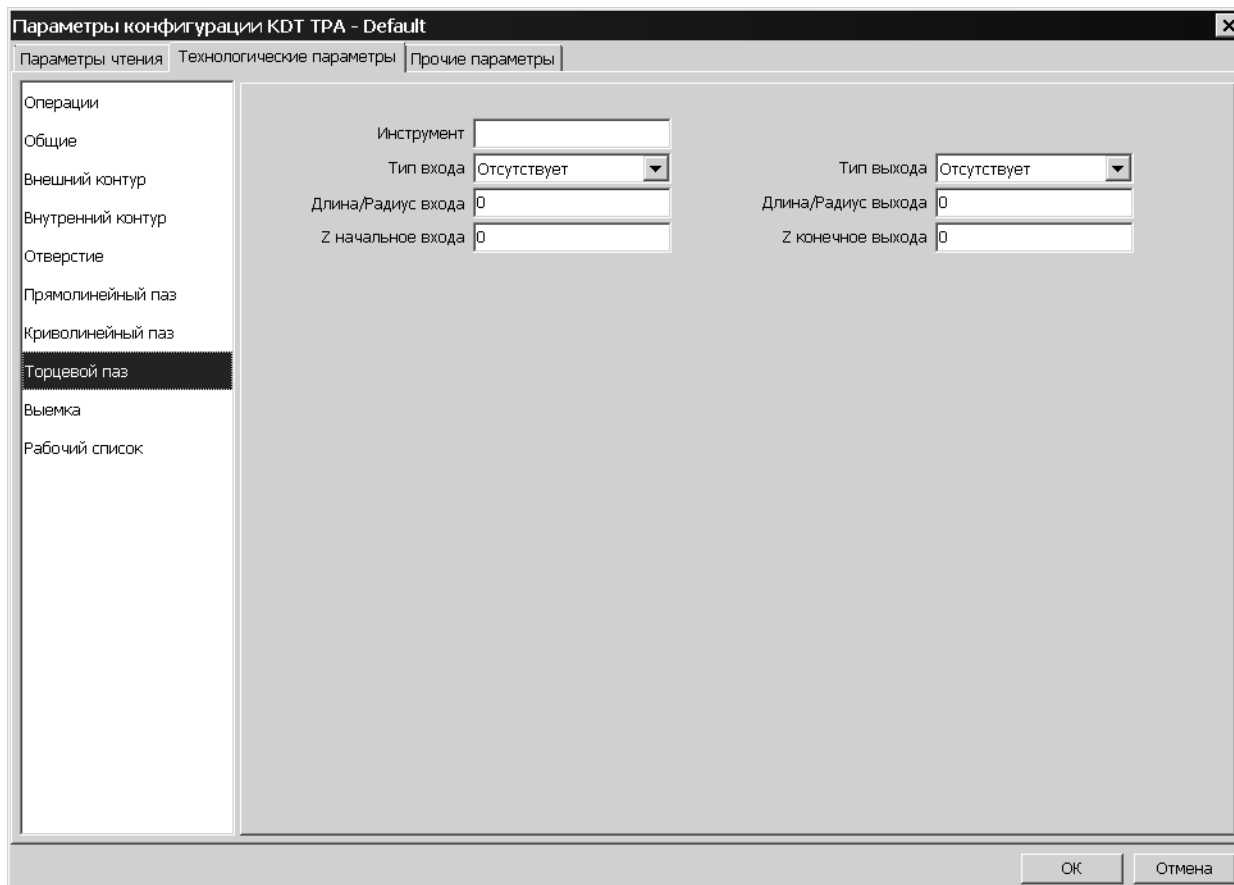 Параметры конфигурации KDT TPA - Default
Параметры чтения Технологические параметры Прочие параметры
Операции
Общие
Внешний контур
Внутренний контур
Отверстие
Прямолинейный паз
Криволинейный паз
Торцевой паз
Выемка
Рабочий список
Инструмент
Тип входа Отсутствует Тип выхода Отсутствует
Длина/Радиус входа 0 Длина/Радиус выхода 0
Z начальное входа 0 Z конечное выхода 0
ОК Отмена